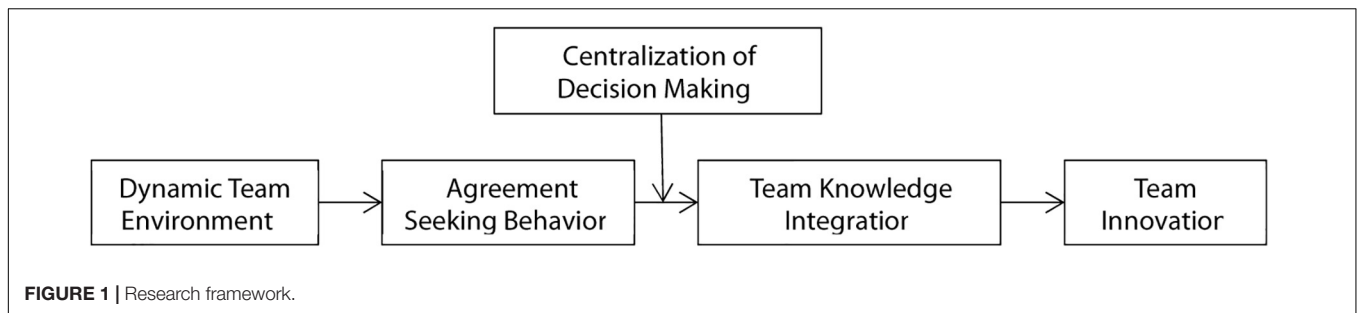 Centralization of
Decision Making
Dynamic Team
Environment
Agreement
Seeking Behavior
Team Knowledge
Integratior
Team
Innovatior
FIGURE 1 | Research framework.